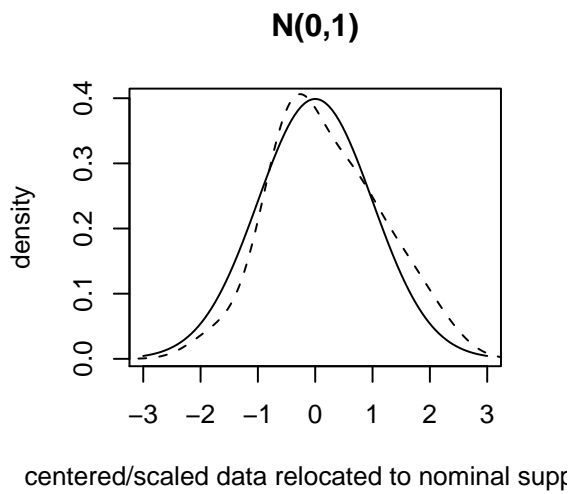 N(0,1)
density
0.0 0.1 0.2 0.3 0.4
−3 −2 −1 0 1 2 3
centered/scaled data relocated to nominal supp